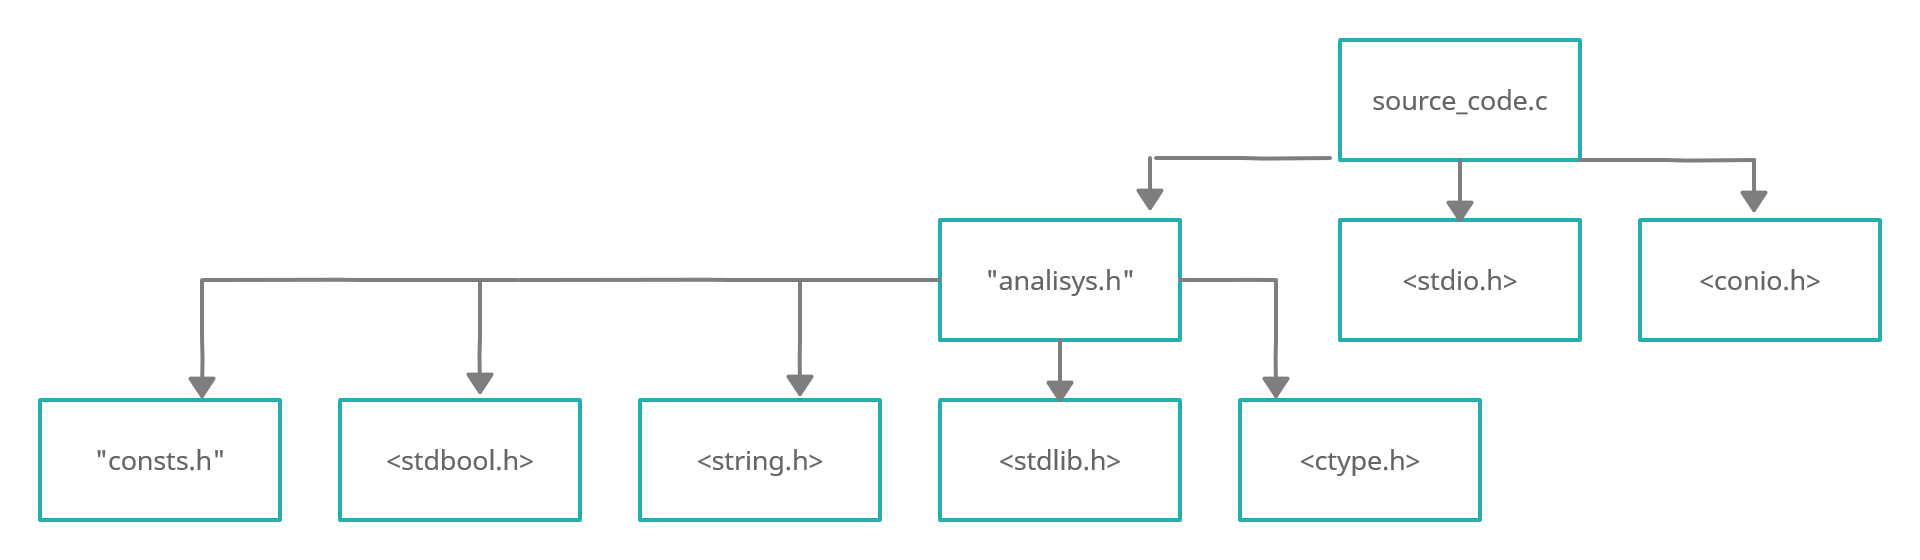 source_code.c
"analisys.h"
<stdio.h>
<conio.h>
"consts.h"
<stdbool.h>
<string.h>
<stdlib.h>
<ctype.h>